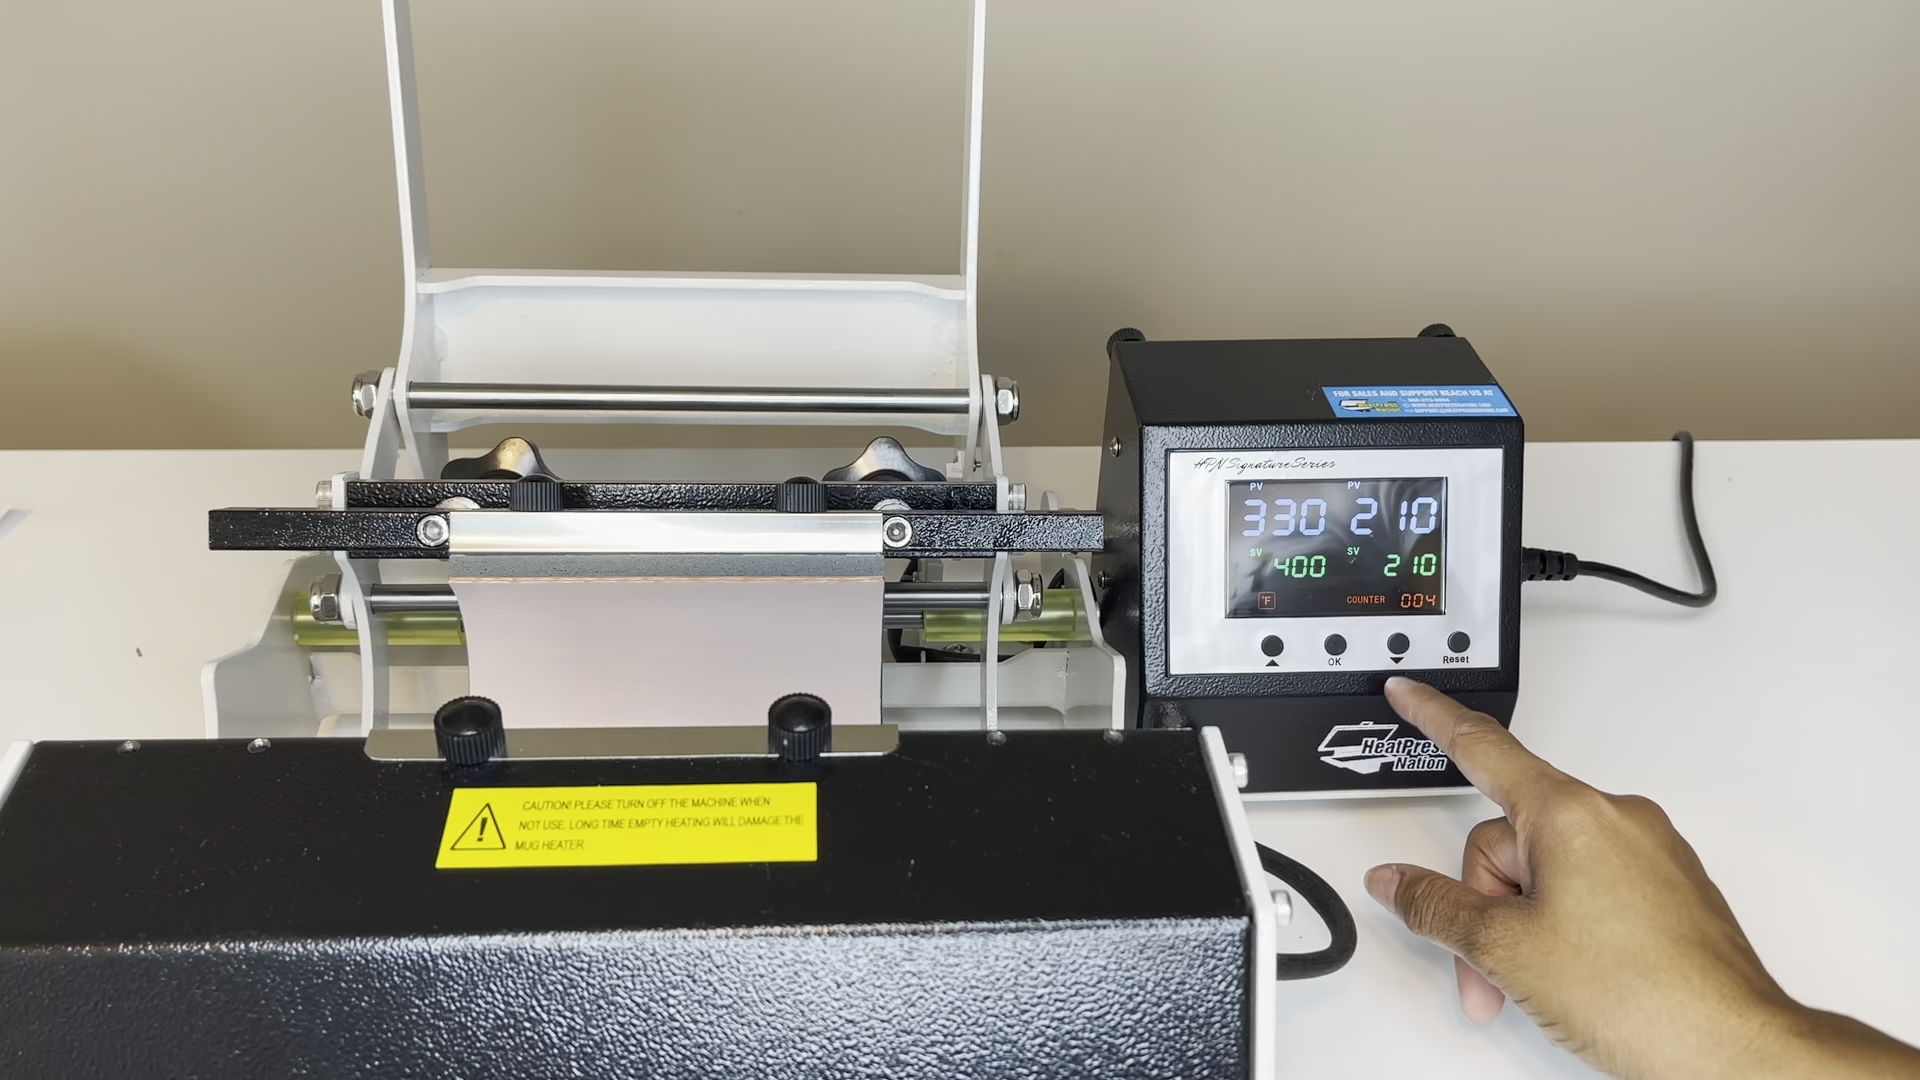 FOR SALES AND SUPPORT REACH US AT
HeatPress
Nation
HPN Signature Series
PV PV
330 210
SV SV
400 210
°F COUNTER 004
OK Reset
HeatPress
Nation
CAUTION! PLEASE TURN OFF THE MACHINE WHEN
NOT USE. LONG TIME EMPTY HEATING WILL DAMAGE THE
MUG HEATER.